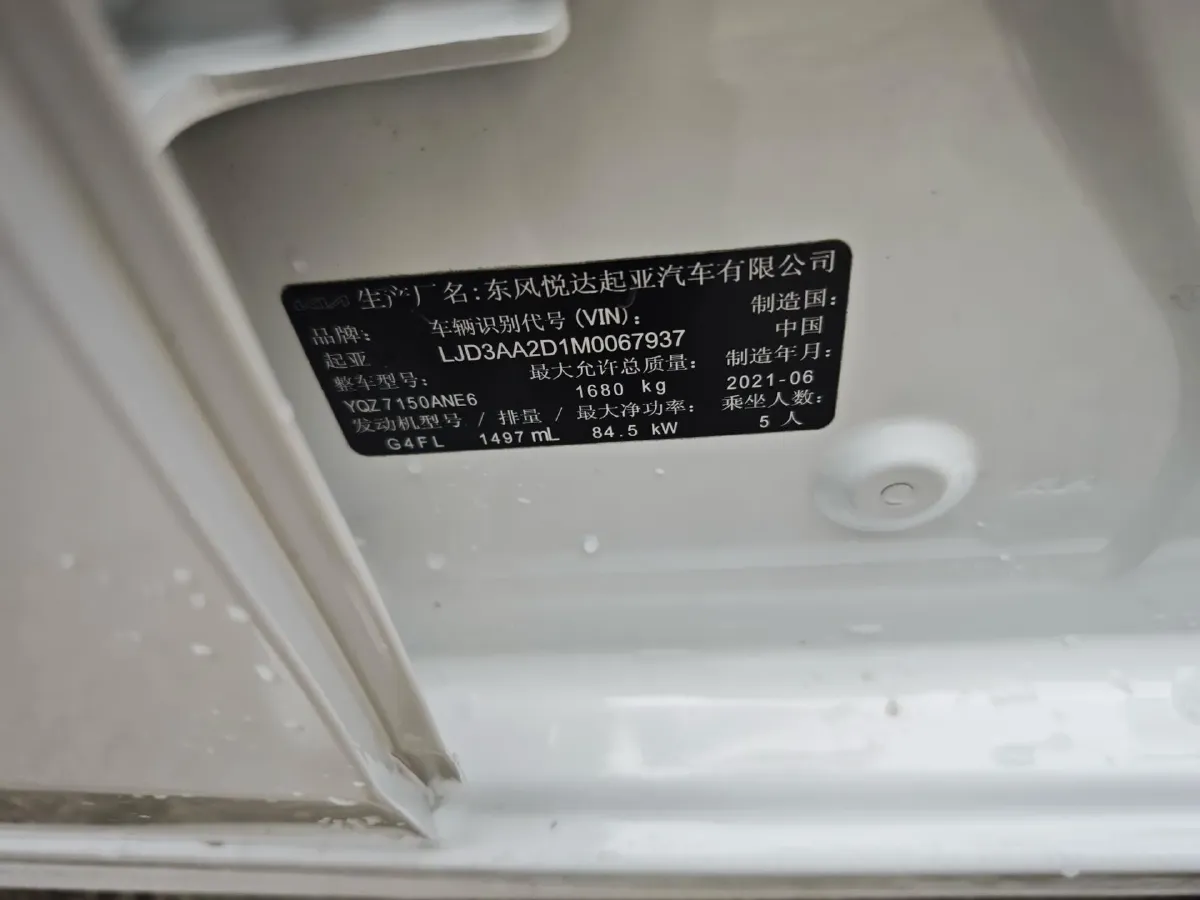 KIA 生产厂名:东风悦达起亚汽车有限公司
品牌: 车辆识别代号(VIN): 制造国:
起亚 LJD3AA2D1M0067937 中国
整车型号: 最大允许总质量: 制造年月:
YQZ7150ANE6 1680 kg 2021-06
发动机型号 / 排量 / 最大净功率: 乘坐人数:
G4FL 1497 mL 84.5 kW 5 人